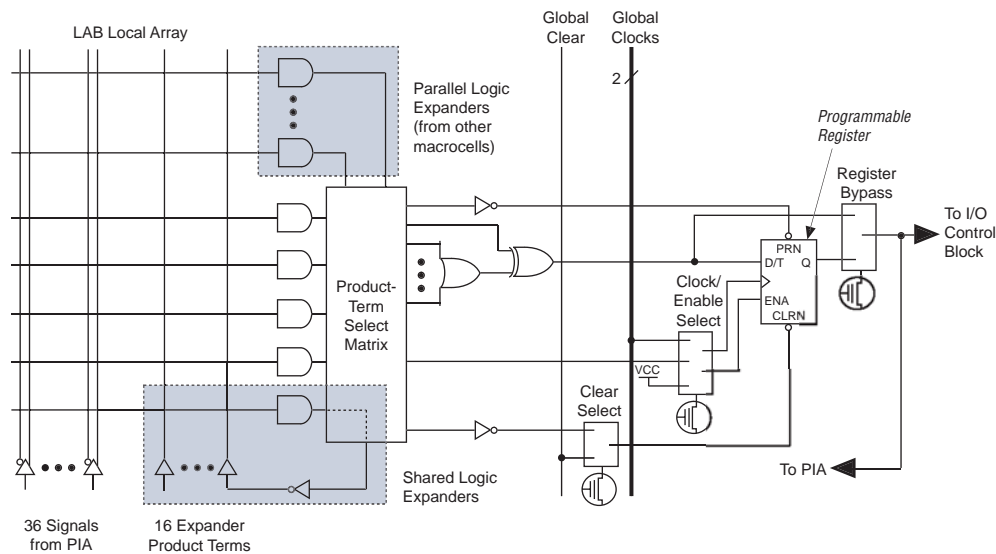 LAB Local Array
Global
Clear
Global
Clocks
2
Parallel Logic
Expanders
(from other
macrocells)
Programmable
Register
Register
Bypass
To I/O
Control
Block
PRN
D/T
Q
ENA
CLRN
Clock/
Enable
Select
Product-
Term
Select
Matrix
VCC
Clear
Select
To PIA
Shared Logic
Expanders
36 Signals
from PIA
16 Expander
Product Terms